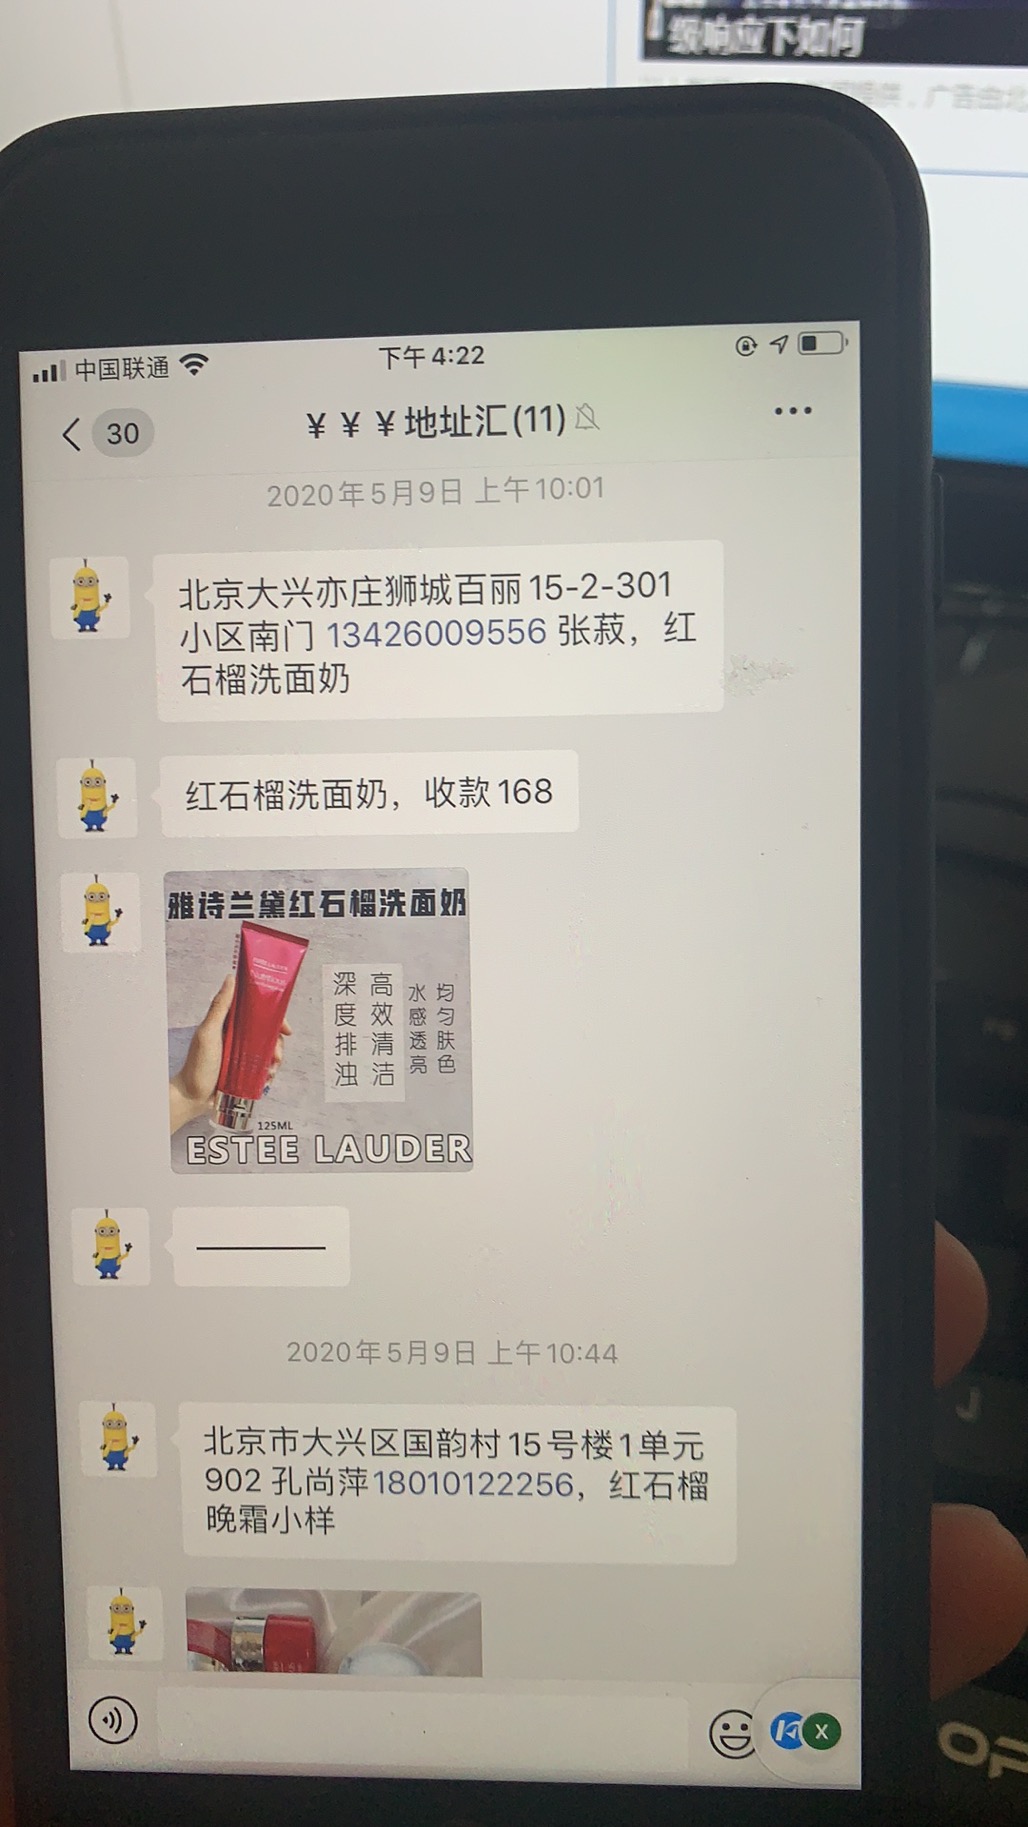 级响应下如何
广告由北
中国联通
下午4:22
30
￥￥￥地址汇(11)
2020年5月9日 上午10:01
北京大兴亦庄狮城百丽15-2-301
小区南门 13426009556 张菽，红
石榴洗面奶
红石榴洗面奶，收款168
雅诗兰黛红石榴洗面奶
深度排浊
高效清洁
水感透亮
均匀肤色
125ML
ESTEE LAUDER
————
2020年5月9日 上午10:44
北京市大兴区国韵村15号楼1单元
902 孔尚萍18010122256，红石榴
晚霜小样
X